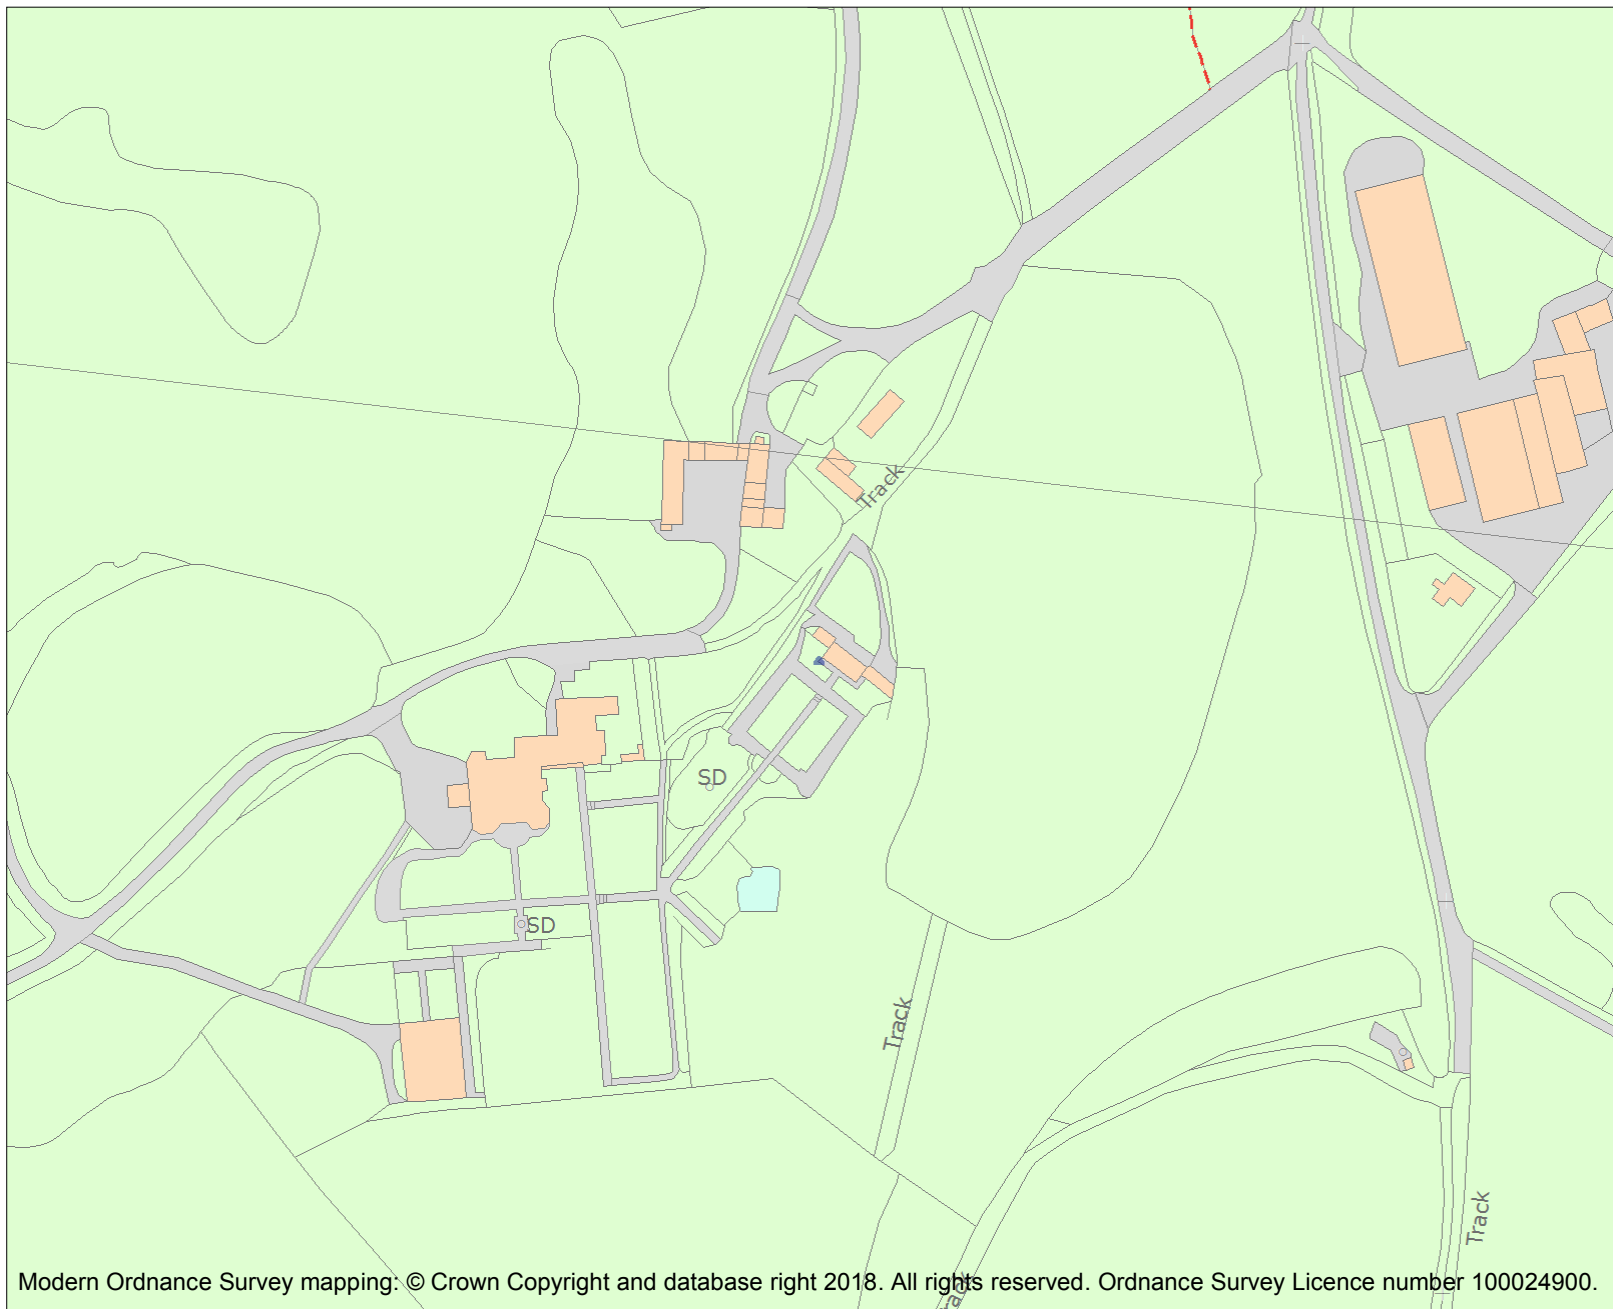 Track
SD
SD
Track
Track
Track
Modern Ordnance Survey mapping: © Crown Copyright and database right 2018. All rights reserved. Ordnance Survey Licence number 100024900.